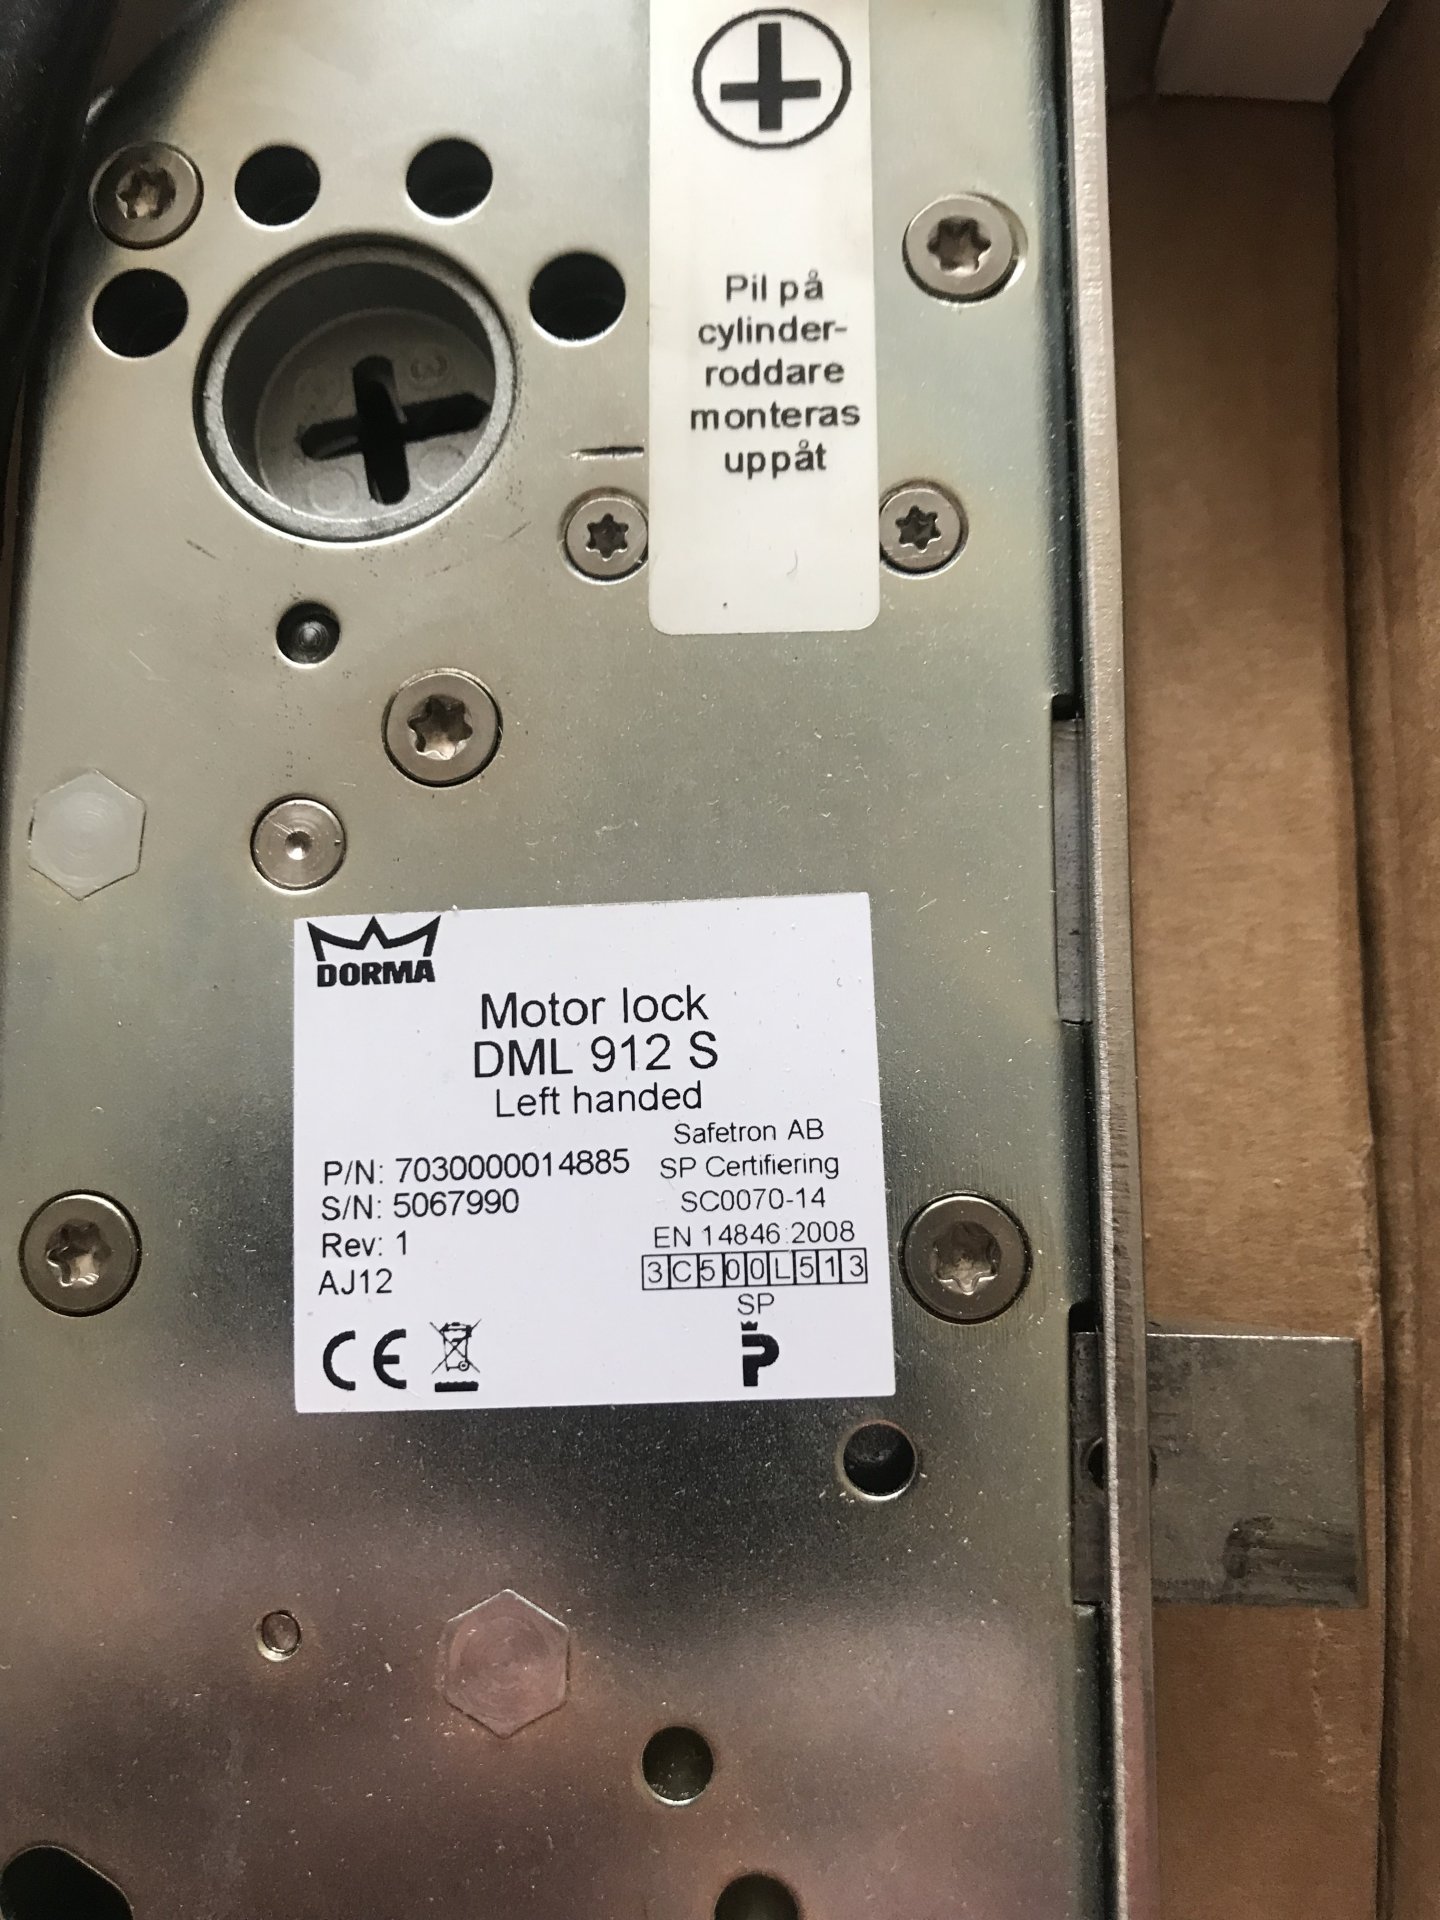 Pil på
cylinder-
roddare
monteras
uppåt
DORMA
Motor lock
DML 912 S
Left handed
Safetron AB
P/N: 7030000014885
SP Certifiering
S/N: 5067990
SC0070-14
Rev: 1
EN 14846:2008
AJ12
3C500L513
SP
CE
P